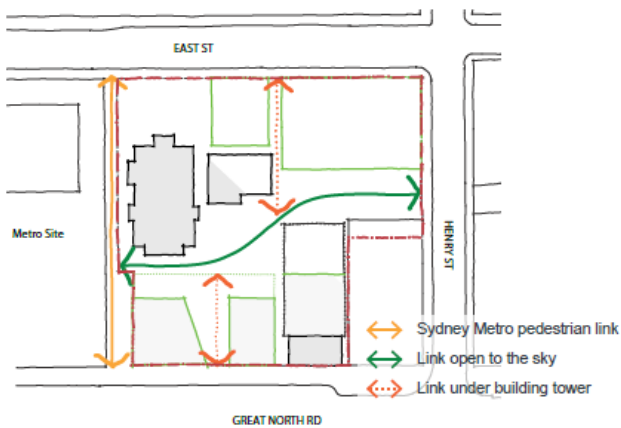 EAST ST
Metro Site
HENRY ST
Sydney Metro pedestrian link
Link open to the sky
Link under building tower
GREAT NORTH RD